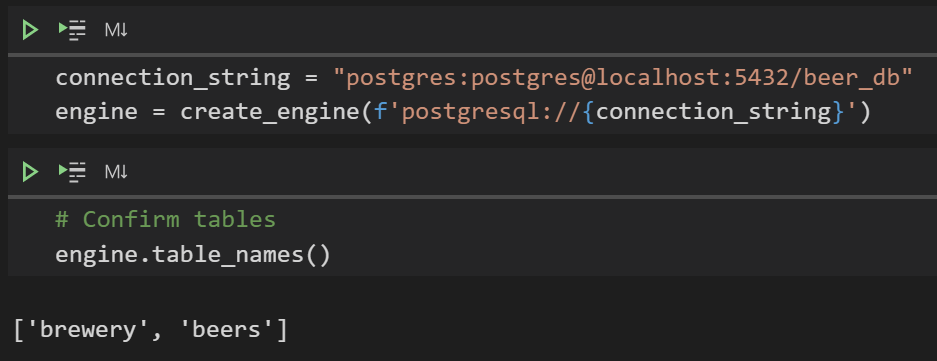 M↓
connection_string = "postgres:postgres@localhost:5432/beer_db"
engine = create_engine(f'postgresql://{connection_string}')
M↓
# Confirm tables
engine.table_names()
['brewery', 'beers']